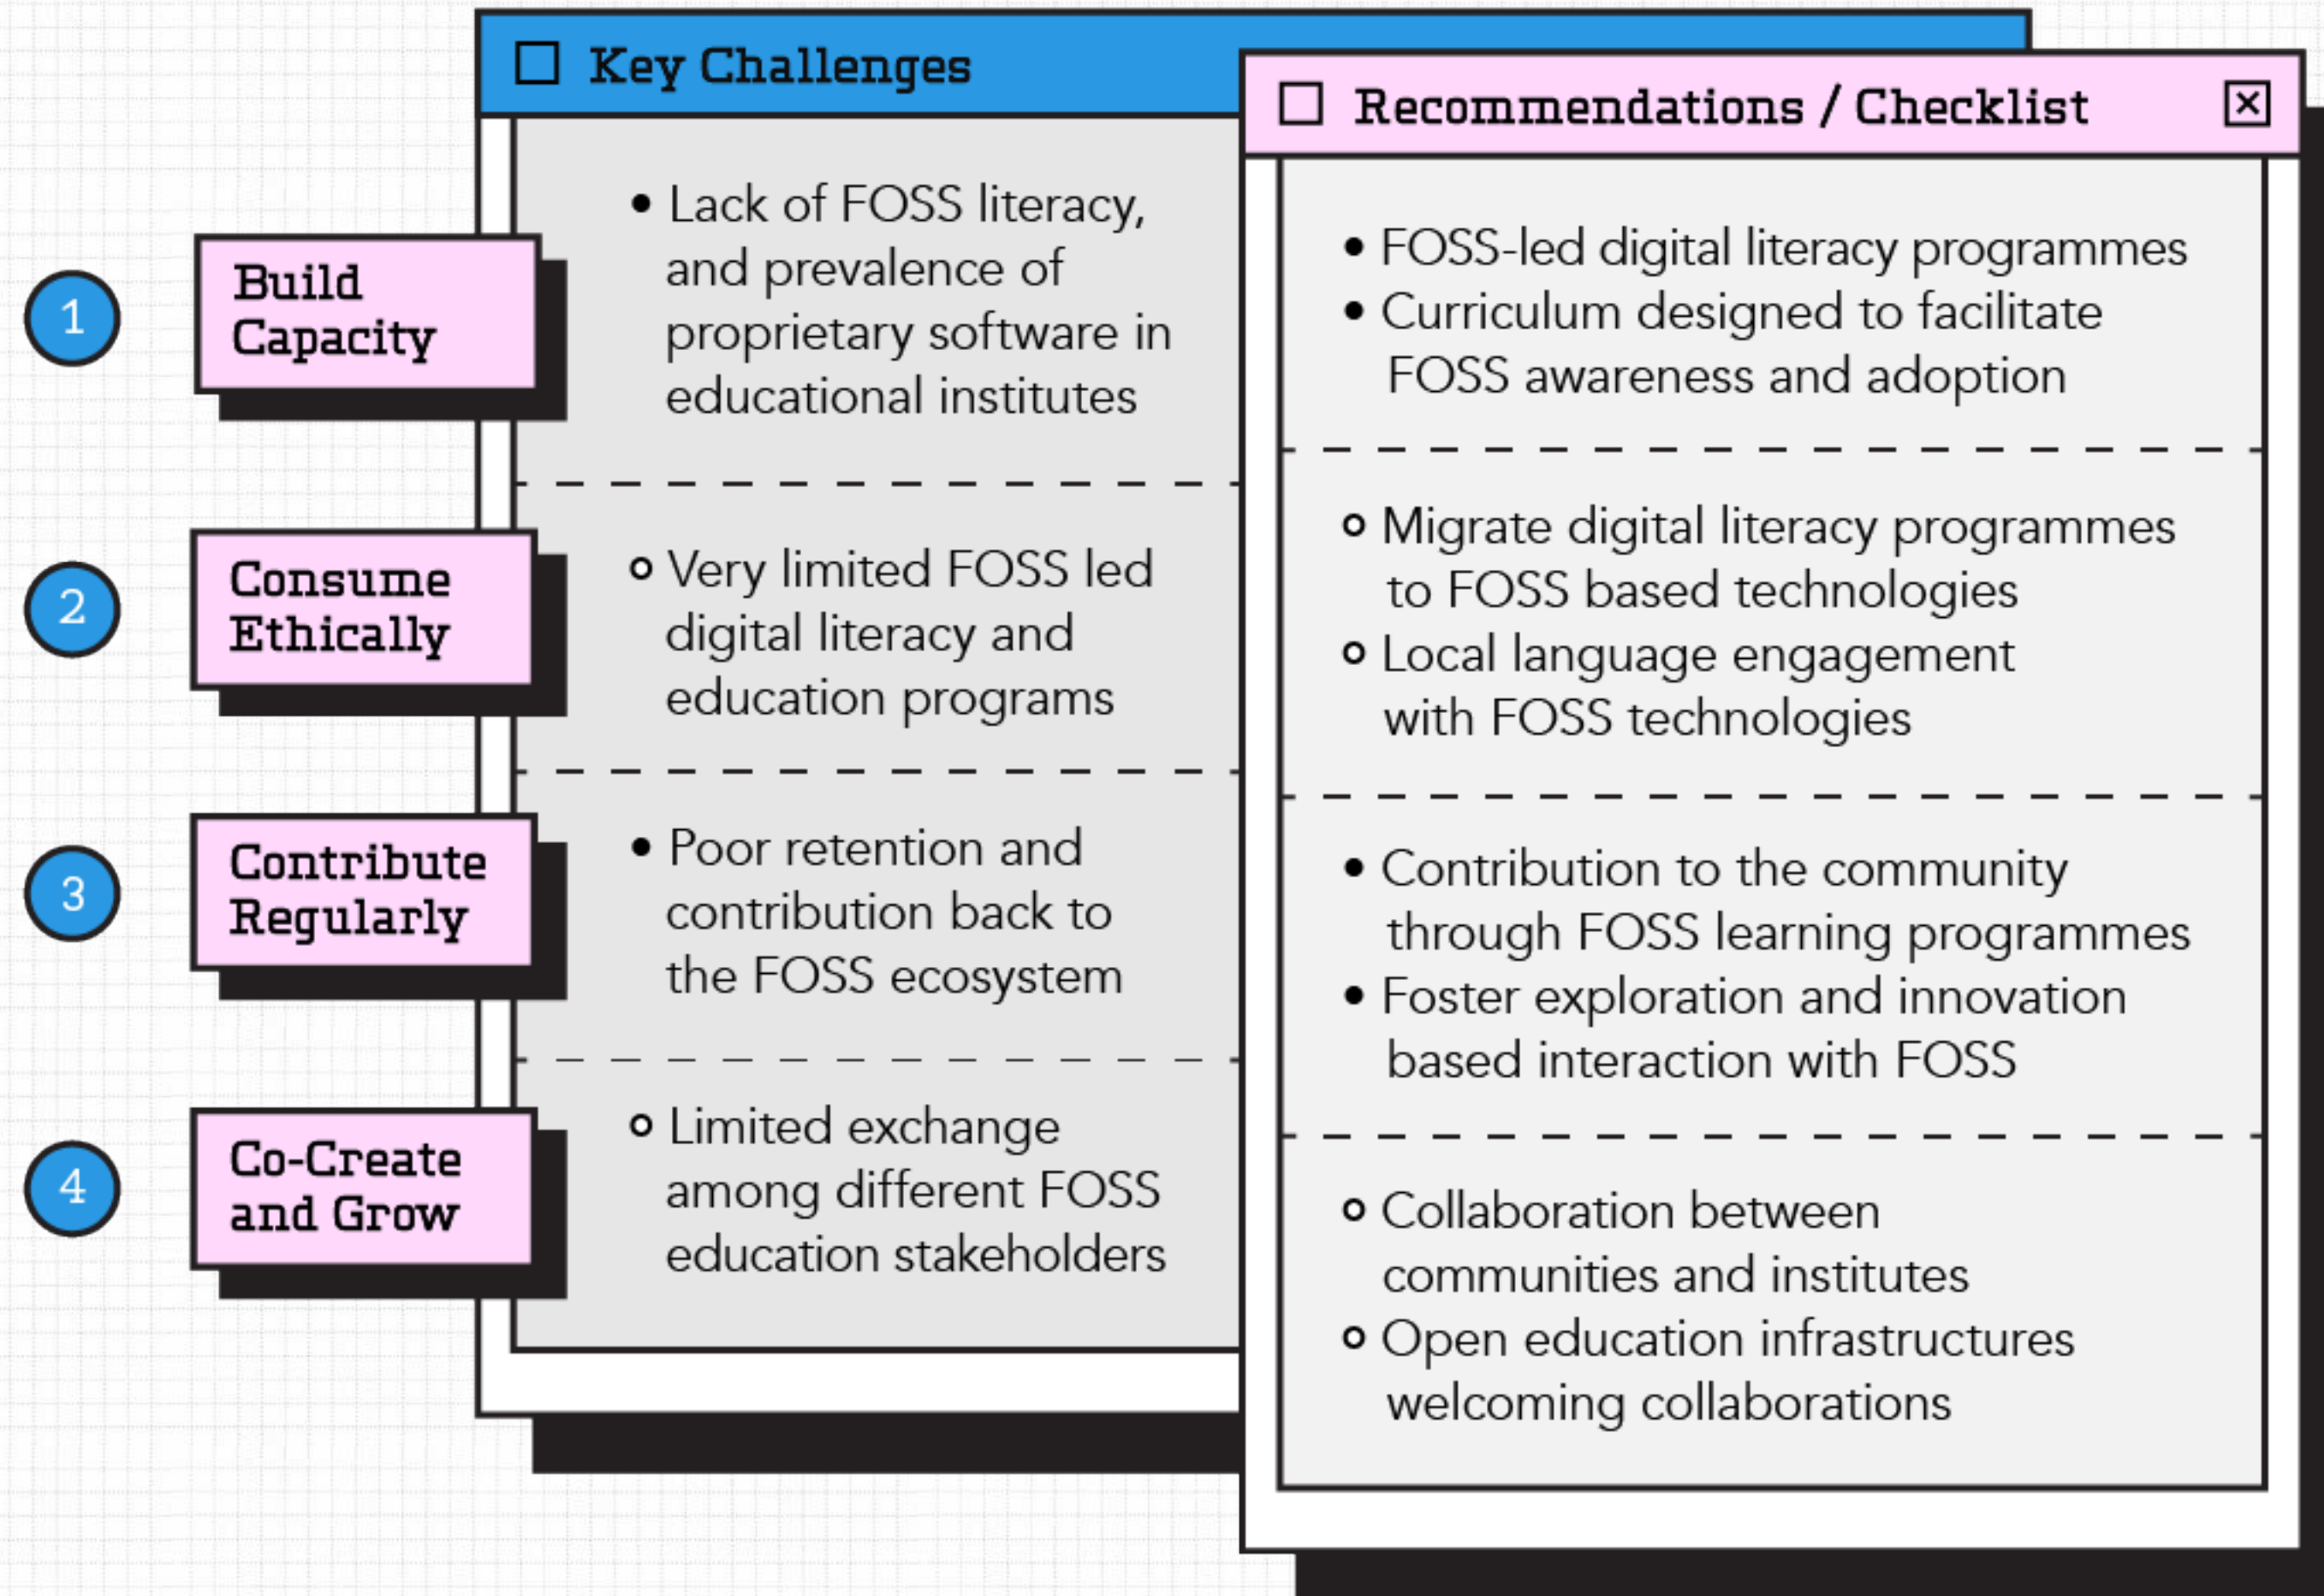 Key Challenges
Recommendations / Checklist
1
Build
Capacity
• Lack of FOSS literacy,
and prevalence of
proprietary software in
educational institutes
• FOSS-led digital literacy programmes
• Curriculum designed to facilitate
FOSS awareness and adoption
2
Consume
Ethically
Very limited FOSS led
digital literacy and
education programs
Migrate digital literacy programmes
to FOSS based technologies
Local language engagement
with FOSS technologies
3
Contribute
Regularly
• Poor retention and
contribution back to
the FOSS ecosystem
• Contribution to the community
through FOSS learning programmes
• Foster exploration and innovation
based interaction with FOSS
4
Co-Create
and Grow
Limited exchange
among different FOSS
education stakeholders
Collaboration between
communities and institutes
Open education infrastructures
welcoming collaborations